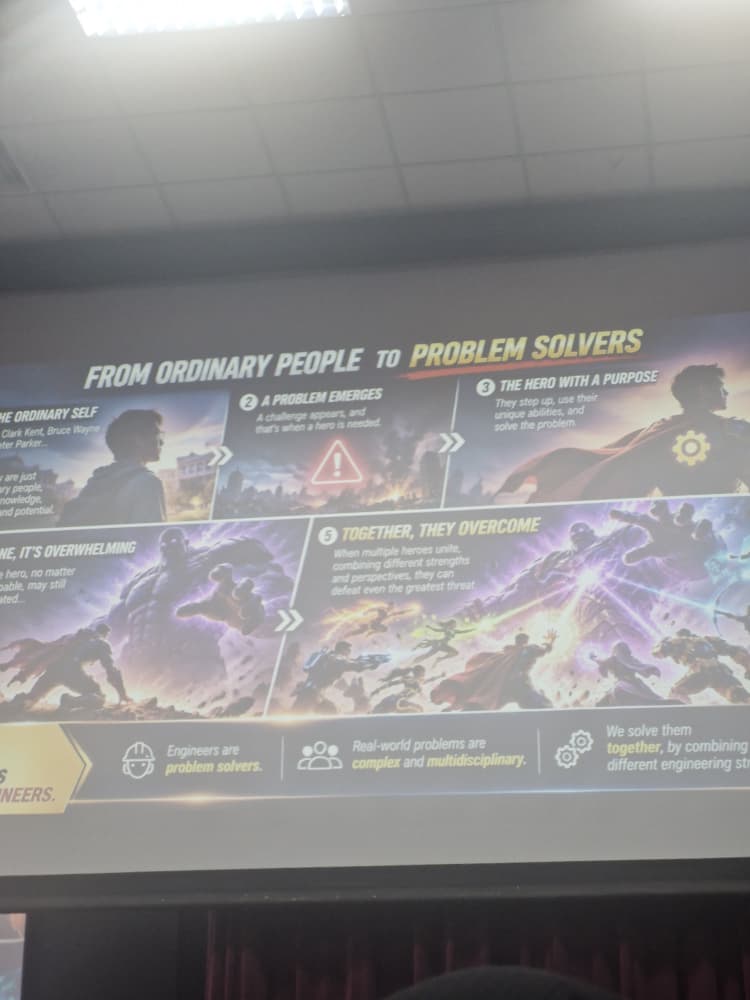 FROM ORDINARY PEOPLE TO PROBLEM SOLVERS
HE ORDINARY SELF
Clark Kent, Bruce Wayne
ter Parker...
are just
ry people,
nowledge,
nd potential.
2 A PROBLEM EMERGES
A challenge appears, and
that's when a hero is needed.
3 THE HERO WITH A PURPOSE
They step up, use their
unique abilities, and
solve the problem.
NE, IT'S OVERWHELMING
e hero, no matter
pable, may still
ated...
5 TOGETHER, THEY OVERCOME
When multiple heroes unite,
combining different strengths
and perspectives, they can
defeat even the greatest threat.
S
INEERS.
Engineers are
problem solvers.
Real-world problems are
complex and multidisciplinary.
We solve them
together, by combining
different engineering str